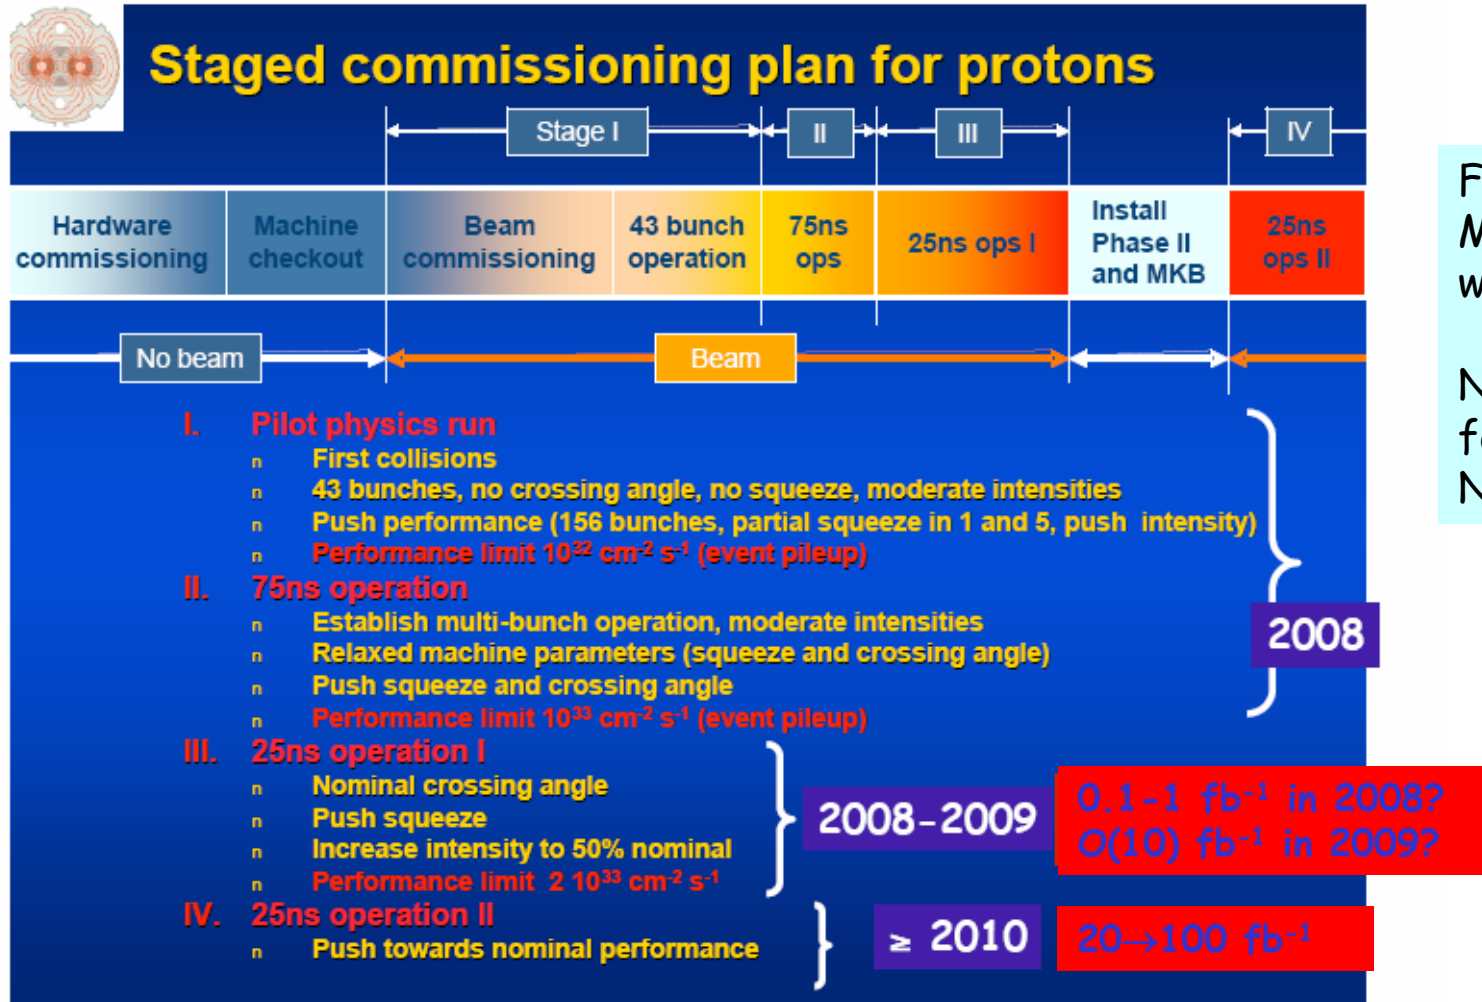 Staged commissioning plan for protons
Stage I
II
III
IV
Hardware commissioning
Machine checkout
Beam commissioning
43 bunch operation
75ns ops
25ns ops I
Install Phase II and MKB
25ns ops II
No beam
Beam
I. Pilot physics run
n First collisions
n 43 bunches, no crossing angle, no squeeze, moderate intensities
n Push performance (156 bunches, partial squeeze in 1 and 5, push intensity)
n Performance limit 10³² cm⁻² s⁻¹ (event pileup)
II. 75ns operation
n Establish multi-bunch operation, moderate intensities
n Relaxed machine parameters (squeeze and crossing angle)
n Push squeeze and crossing angle
n Performance limit 10³³ cm⁻² s⁻¹ (event pileup)
2008
III. 25ns operation I
n Nominal crossing angle
n Push squeeze
n Increase intensity to 50% nominal
n Performance limit 2 10³³ cm⁻² s⁻¹
2008-2009
0.1-1 fb⁻¹ in 2008?
O(10) fb⁻¹ in 2009?
IV. 25ns operation II
n Push towards nominal performance
≥ 2010
20→100 fb⁻¹